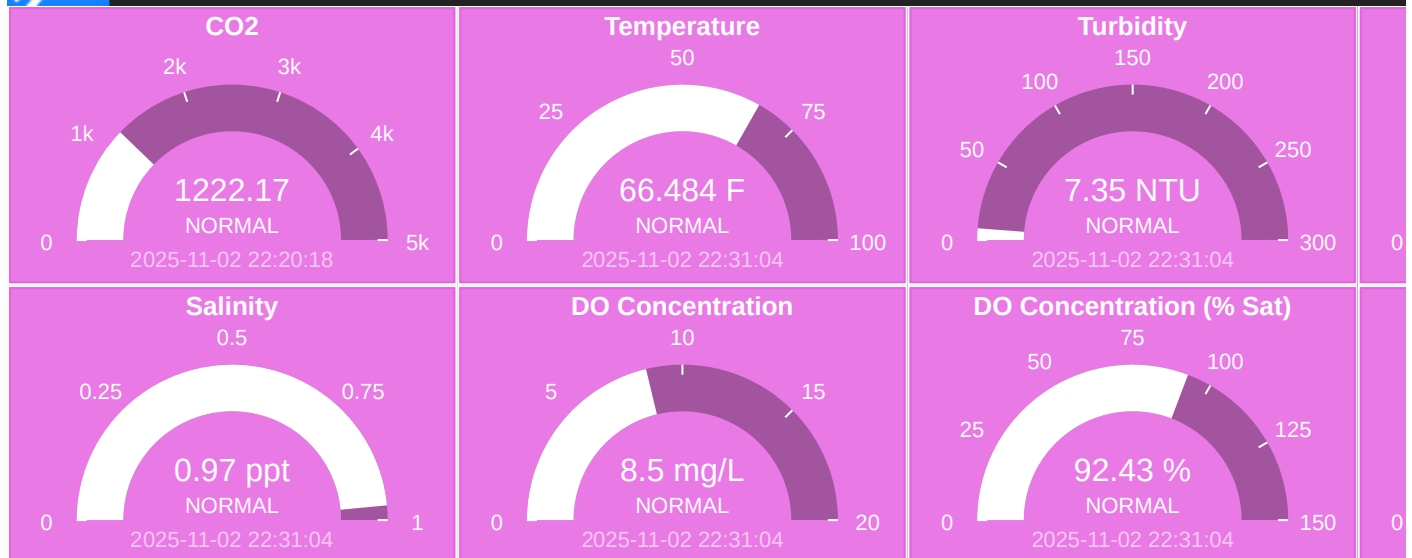 CO2
2k
3k
1k
4k
1222.17
NORMAL
0
5k
2025-11-02 22:20:18
Temperature
50
25
75
66.484 F
NORMAL
0
100
2025-11-02 22:31:04
Turbidity
150
100
200
50
250
7.35 NTU
NORMAL
0
300
2025-11-02 22:31:04
0
Salinity
0.5
0.25
0.75
0.97 ppt
NORMAL
0
1
2025-11-02 22:31:04
DO Concentration
10
5
15
8.5 mg/L
NORMAL
0
20
2025-11-02 22:31:04
DO Concentration (% Sat)
75
50
100
25
125
92.43 %
NORMAL
0
150
2025-11-02 22:31:04
0